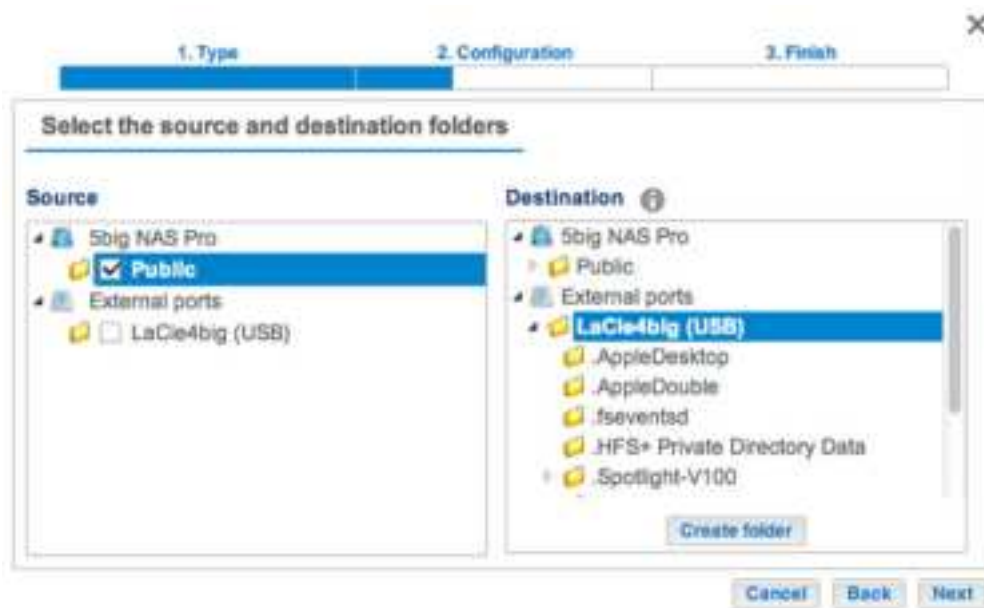 1. Type 2. Configuration 3. Finish
Select the source and destination folders
Source
5big NAS Pro
Public
External ports
LaCie4big (USB)
Destination
5big NAS Pro
Public
External ports
LaCie4big (USB)
.AppleDesktop
.AppleDouble
.fseventsd
.HFS+ Private Directory Data
.Spotlight-V100
Create folder
Cancel Back Next